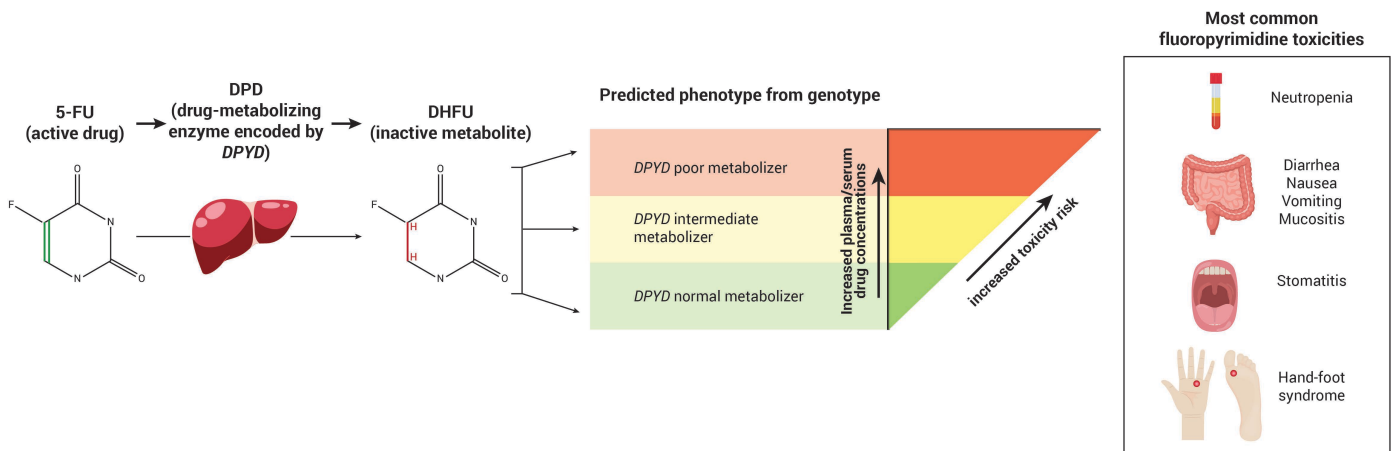 5-FU
(active drug)
DPD
(drug-metabolizing
enzyme encoded by
DPYD)
DHFU
(inactive metabolite)
F
O
N
N
O
F
O
H
H
N
N
O
Predicted phenotype from genotype
DPYD poor metabolizer
DPYD intermediate
metabolizer
DPYD normal metabolizer
Increased plasma/serum
drug concentrations
increased toxicity risk
Most common
fluoropyrimidine toxicities
Neutropenia
Diarrhea
Nausea
Vomiting
Mucositis
Stomatitis
Hand-foot
syndrome